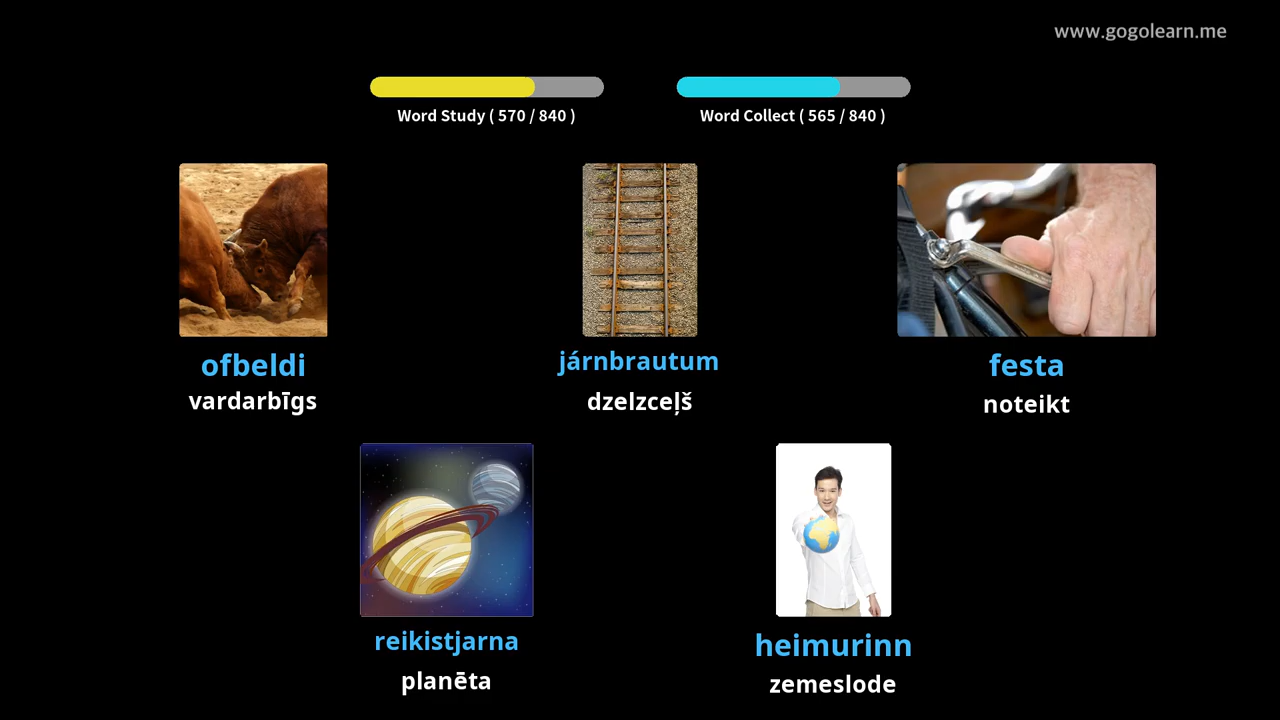 www.gogolearn.me
Word Study ( 570 / 840 )
Word Collect ( 565 / 840 )
ofbeldi
vardarbīgs
járnbrautum
dzelzceļš
festa
noteikt
reikistjarna
planēta
heimurinn
zemeslode